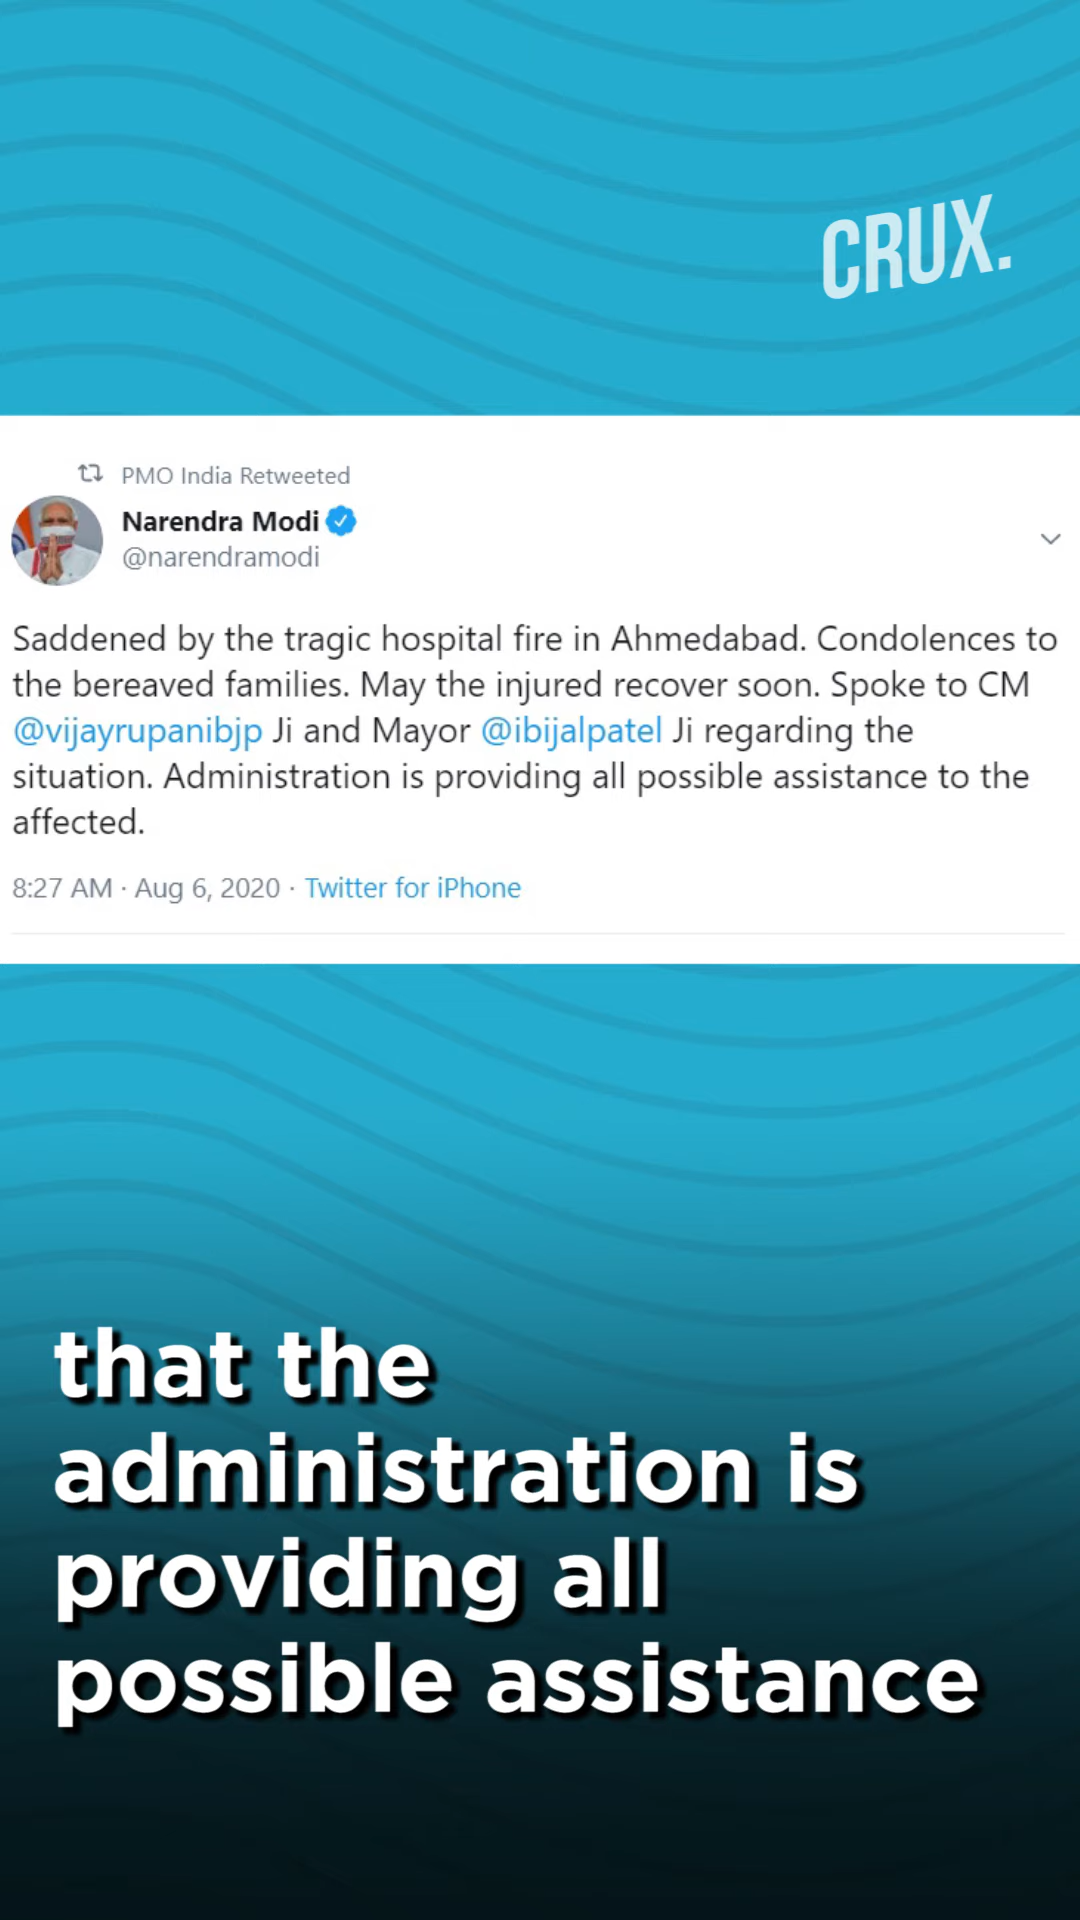 CRUX.
PMO India Retweeted
Narendra Modi
@narendramodi
Saddened by the tragic hospital fire in Ahmedabad. Condolences to
the bereaved families. May the injured recover soon. Spoke to CM
@vijayrupanibjp Ji and Mayor @ibijalpatel Ji regarding the
situation. Administration is providing all possible assistance to the
affected.
8:27 AM · Aug 6, 2020 · Twitter for iPhone
that the
administration is
providing all
possible assistance